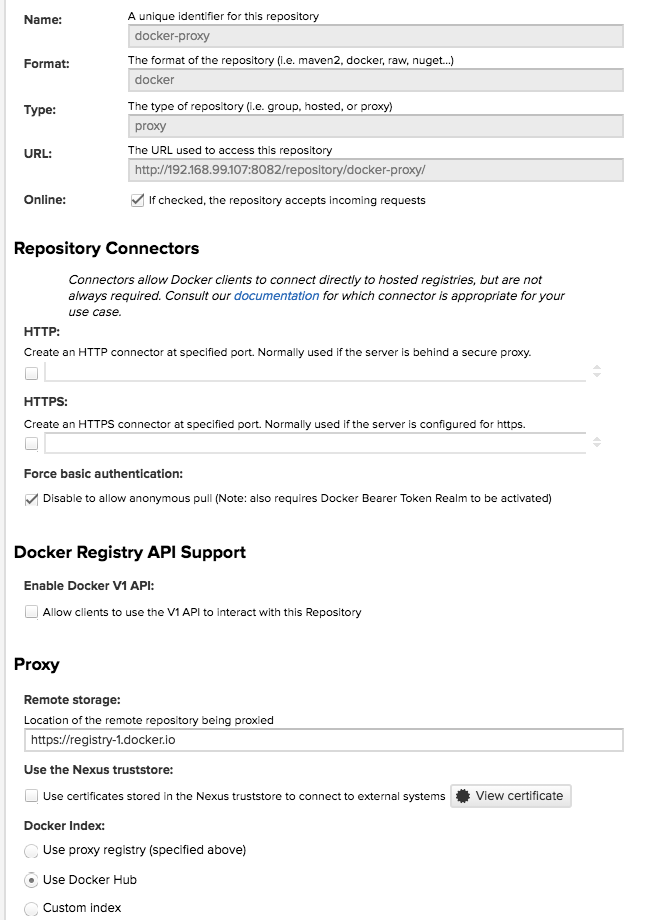 Name:
A unique identifier for this repository
docker-proxy
Format:
The format of the repository (i.e. maven2, docker, raw, nuget...)
docker
Type:
The type of repository (i.e. group, hosted, or proxy)
proxy
URL:
The URL used to access this repository
http://192.168.99.107:8082/repository/docker-proxy/
Online:
If checked, the repository accepts incoming requests
Repository Connectors
Connectors allow Docker clients to connect directly to hosted registries, but are not
always required. Consult our documentation for which connector is appropriate for your
use case.
HTTP:
Create an HTTP connector at specified port. Normally used if the server is behind a secure proxy.
HTTPS:
Create an HTTPS connector at specified port. Normally used if the server is configured for https.
Force basic authentication:
Disable to allow anonymous pull (Note: also requires Docker Bearer Token Realm to be activated)
Docker Registry API Support
Enable Docker V1 API:
Allow clients to use the V1 API to interact with this Repository
Proxy
Remote storage:
Location of the remote repository being proxied
https://registry-1.docker.io
Use the Nexus truststore:
Use certificates stored in the Nexus truststore to connect to external systems
View certificate
Docker Index:
Use proxy registry (specified above)
Use Docker Hub
Custom index